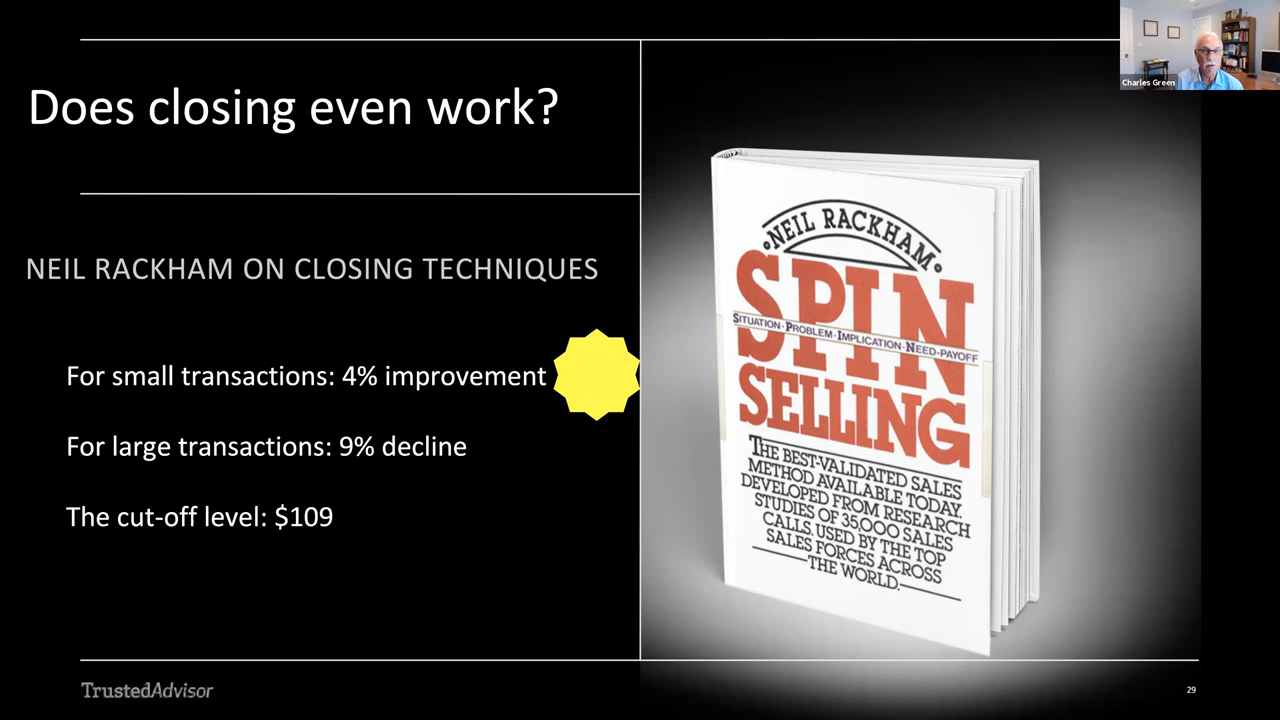 Charles Green
Does closing even work?
NEIL RACKHAM ON CLOSING TECHNIQUES
For small transactions: 4% improvement
For large transactions: 9% decline
The cut-off level: $109
NEIL RACKHAM
SPIN
SITUATION · PROBLEM · IMPLICATION · NEED-PAYOFF
SELLING
THE BEST-VALIDATED SALES
METHOD AVAILABLE TODAY.
DEVELOPED FROM RESEARCH
STUDIES OF 35,000 SALES
CALLS. USED BY THE TOP
SALES FORCES ACROSS
THE WORLD.
TrustedAdvisor
29